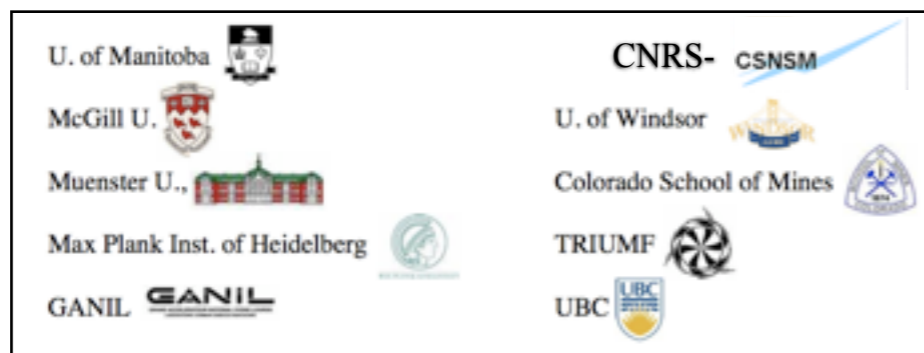 U. of Manitoba
McGill U.
Muenster U.,
Max Plank Inst. of Heidelberg
GANIL GANIL
CNRS- CSNSM
U. of Windsor WINDSOR
Colorado School of Mines
TRIUMF
UBC UBC